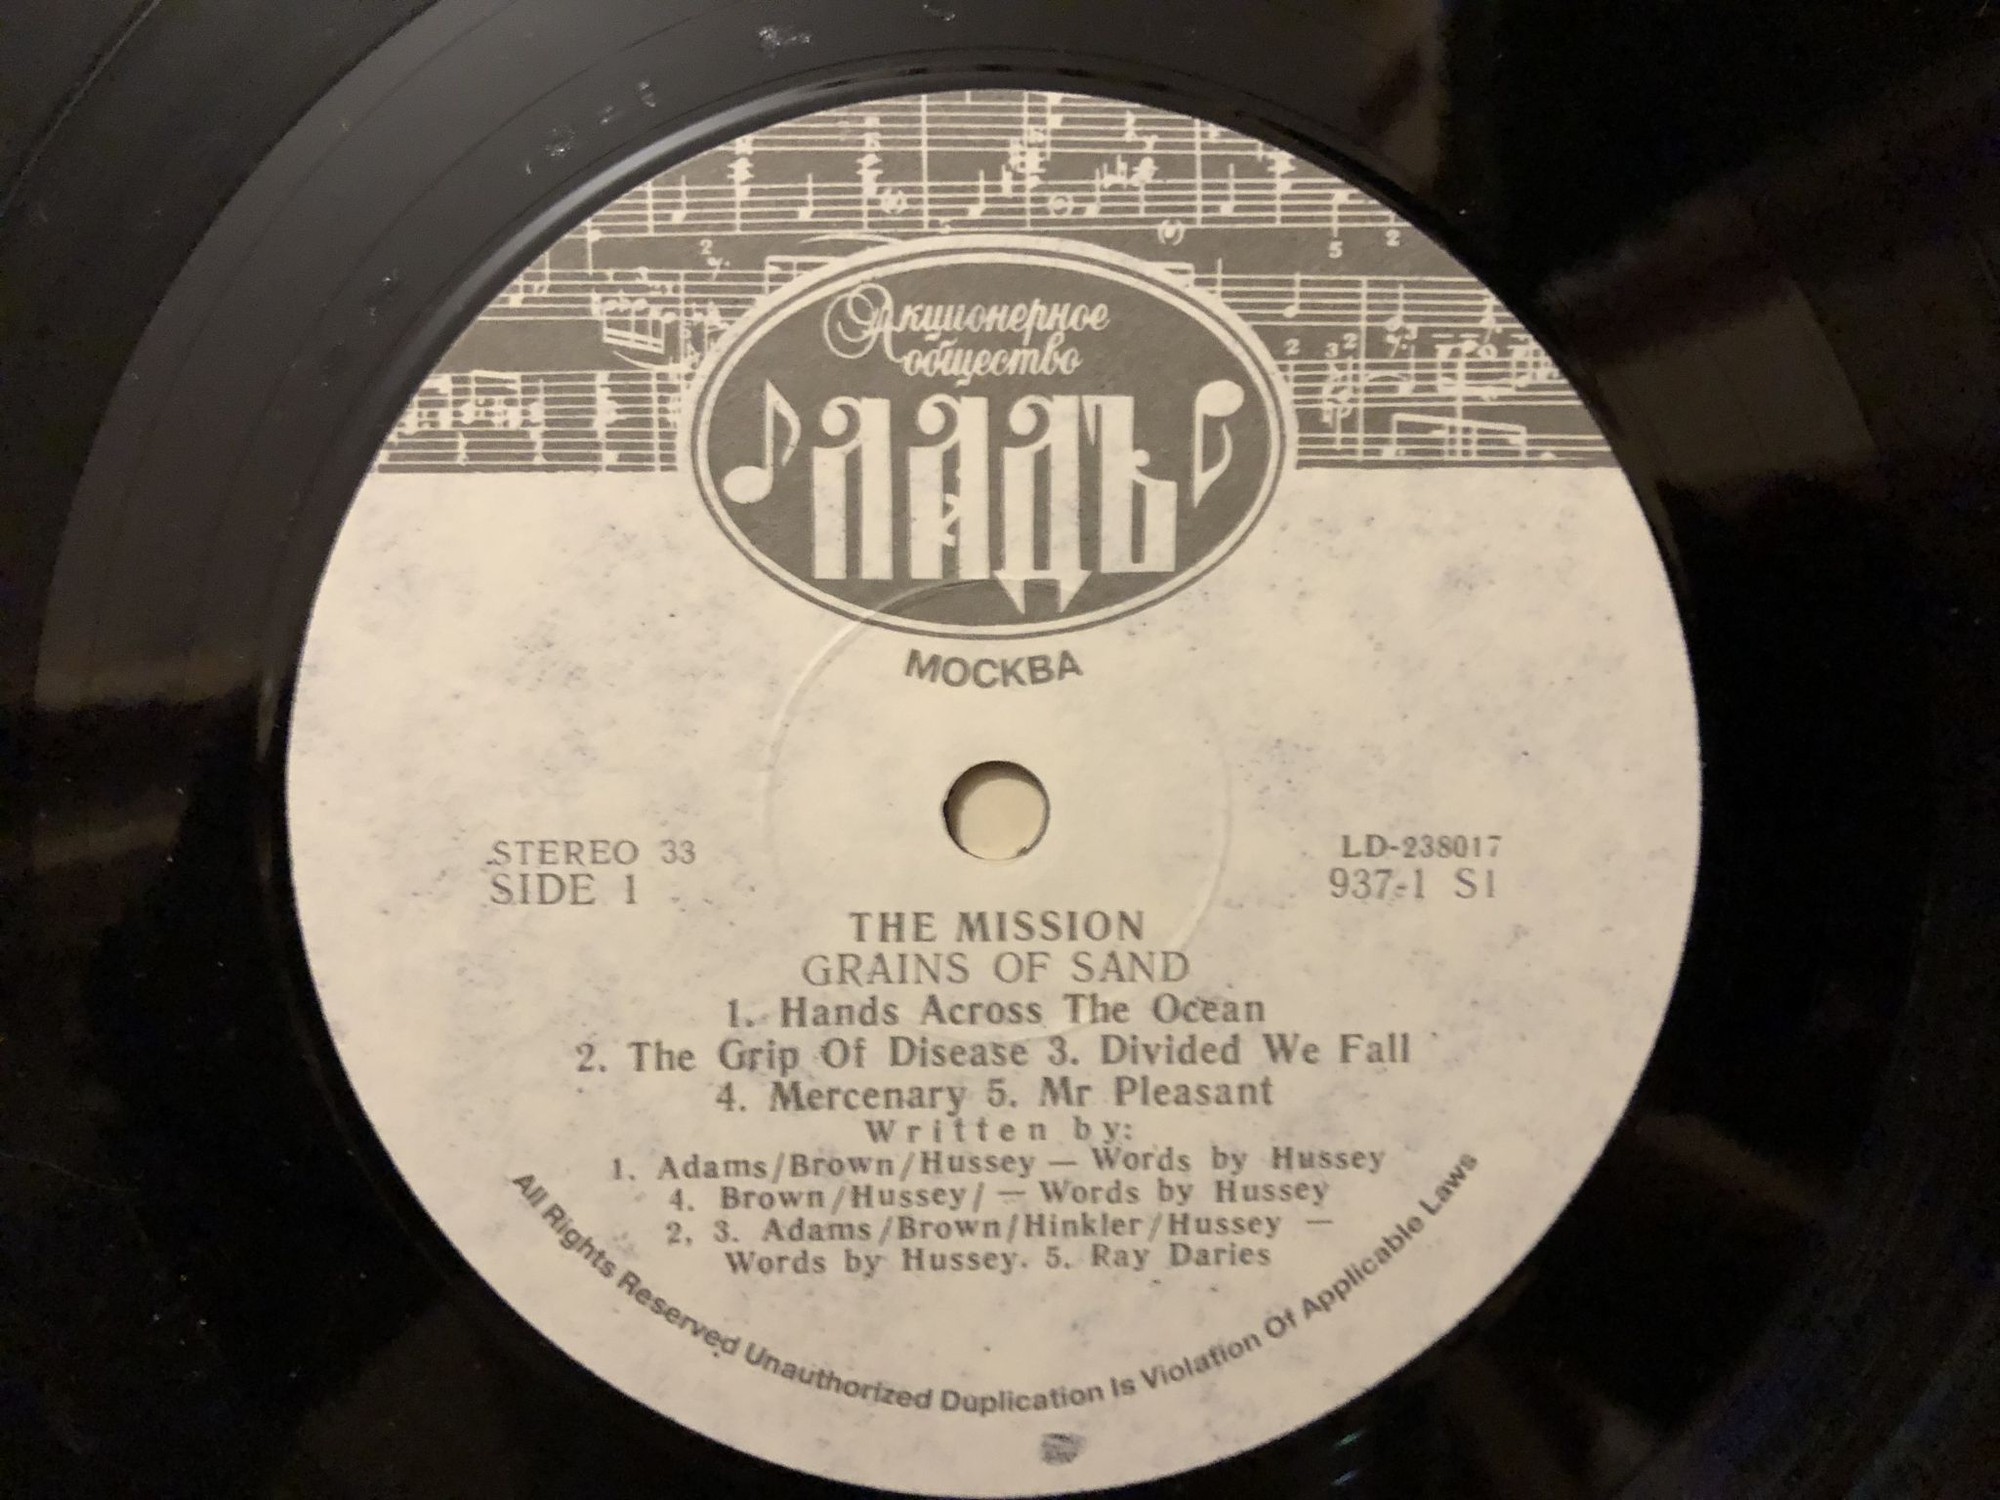 Акционерное
общество
ЛАДЪ
МОСКВА
STEREO 33
SIDE 1
LD-238017
937-1 S1
THE MISSION
GRAINS OF SAND
1. Hands Across The Ocean
2. The Grip Of Disease 3. Divided We Fall
4. Mercenary 5. Mr Pleasant
Written by:
1. Adams/Brown/Hussey — Words by Hussey
4. Brown/Hussey/ — Words by Hussey
2, 3. Adams/Brown/Hinkler/Hussey —
Words by Hussey. 5. Ray Daries
All Rights Reserved Unauthorized Duplication Is Violation Of Applicable Laws